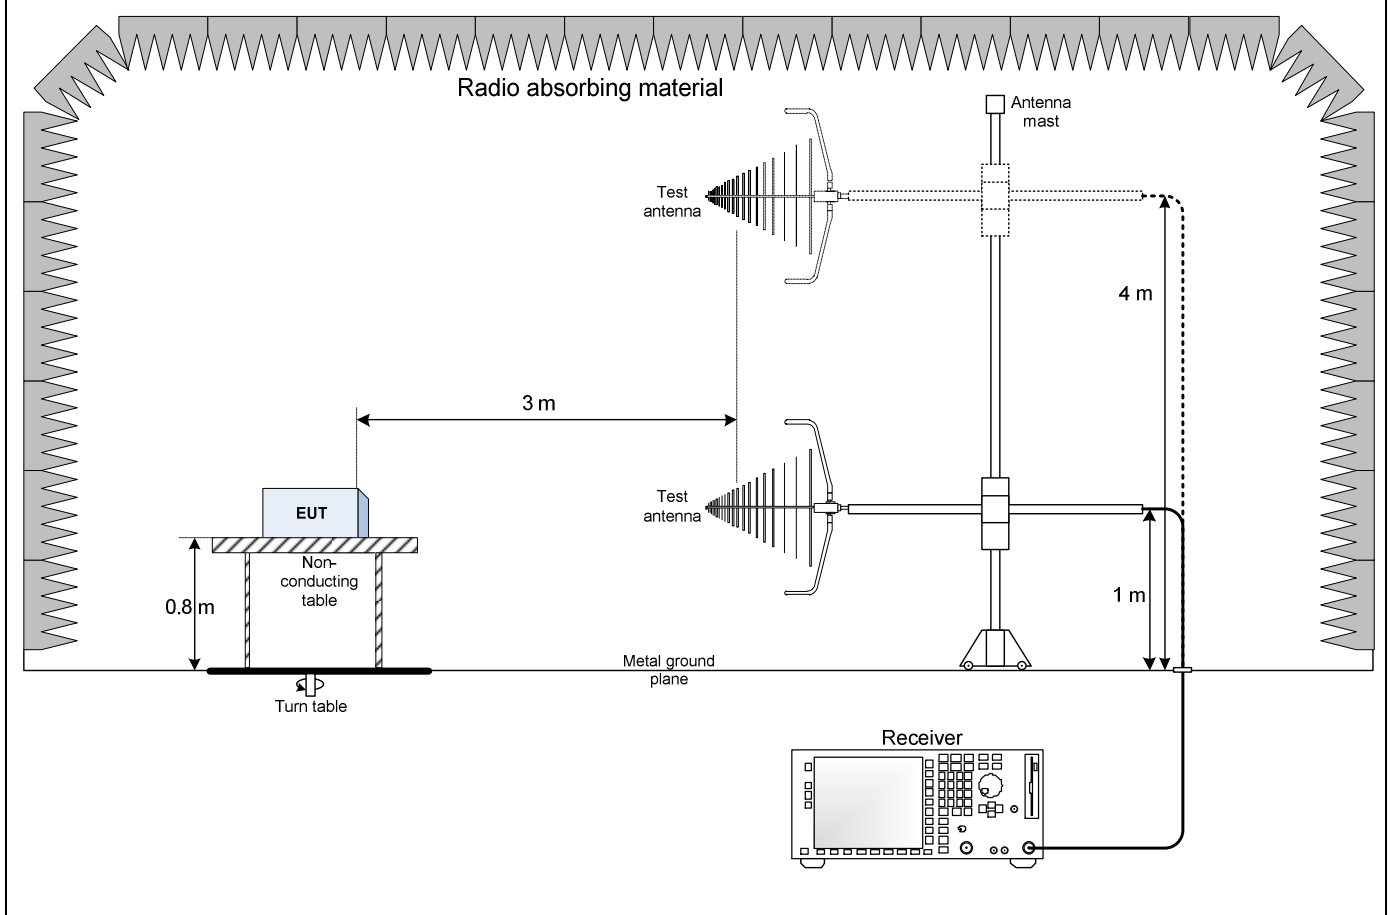 Radio absorbing material
Antenna
mast
Test
antenna
4 m
3 m
Test
antenna
EUT
Non-
conducting
table
0.8 m
1 m
Metal ground
plane
Turn table
Receiver